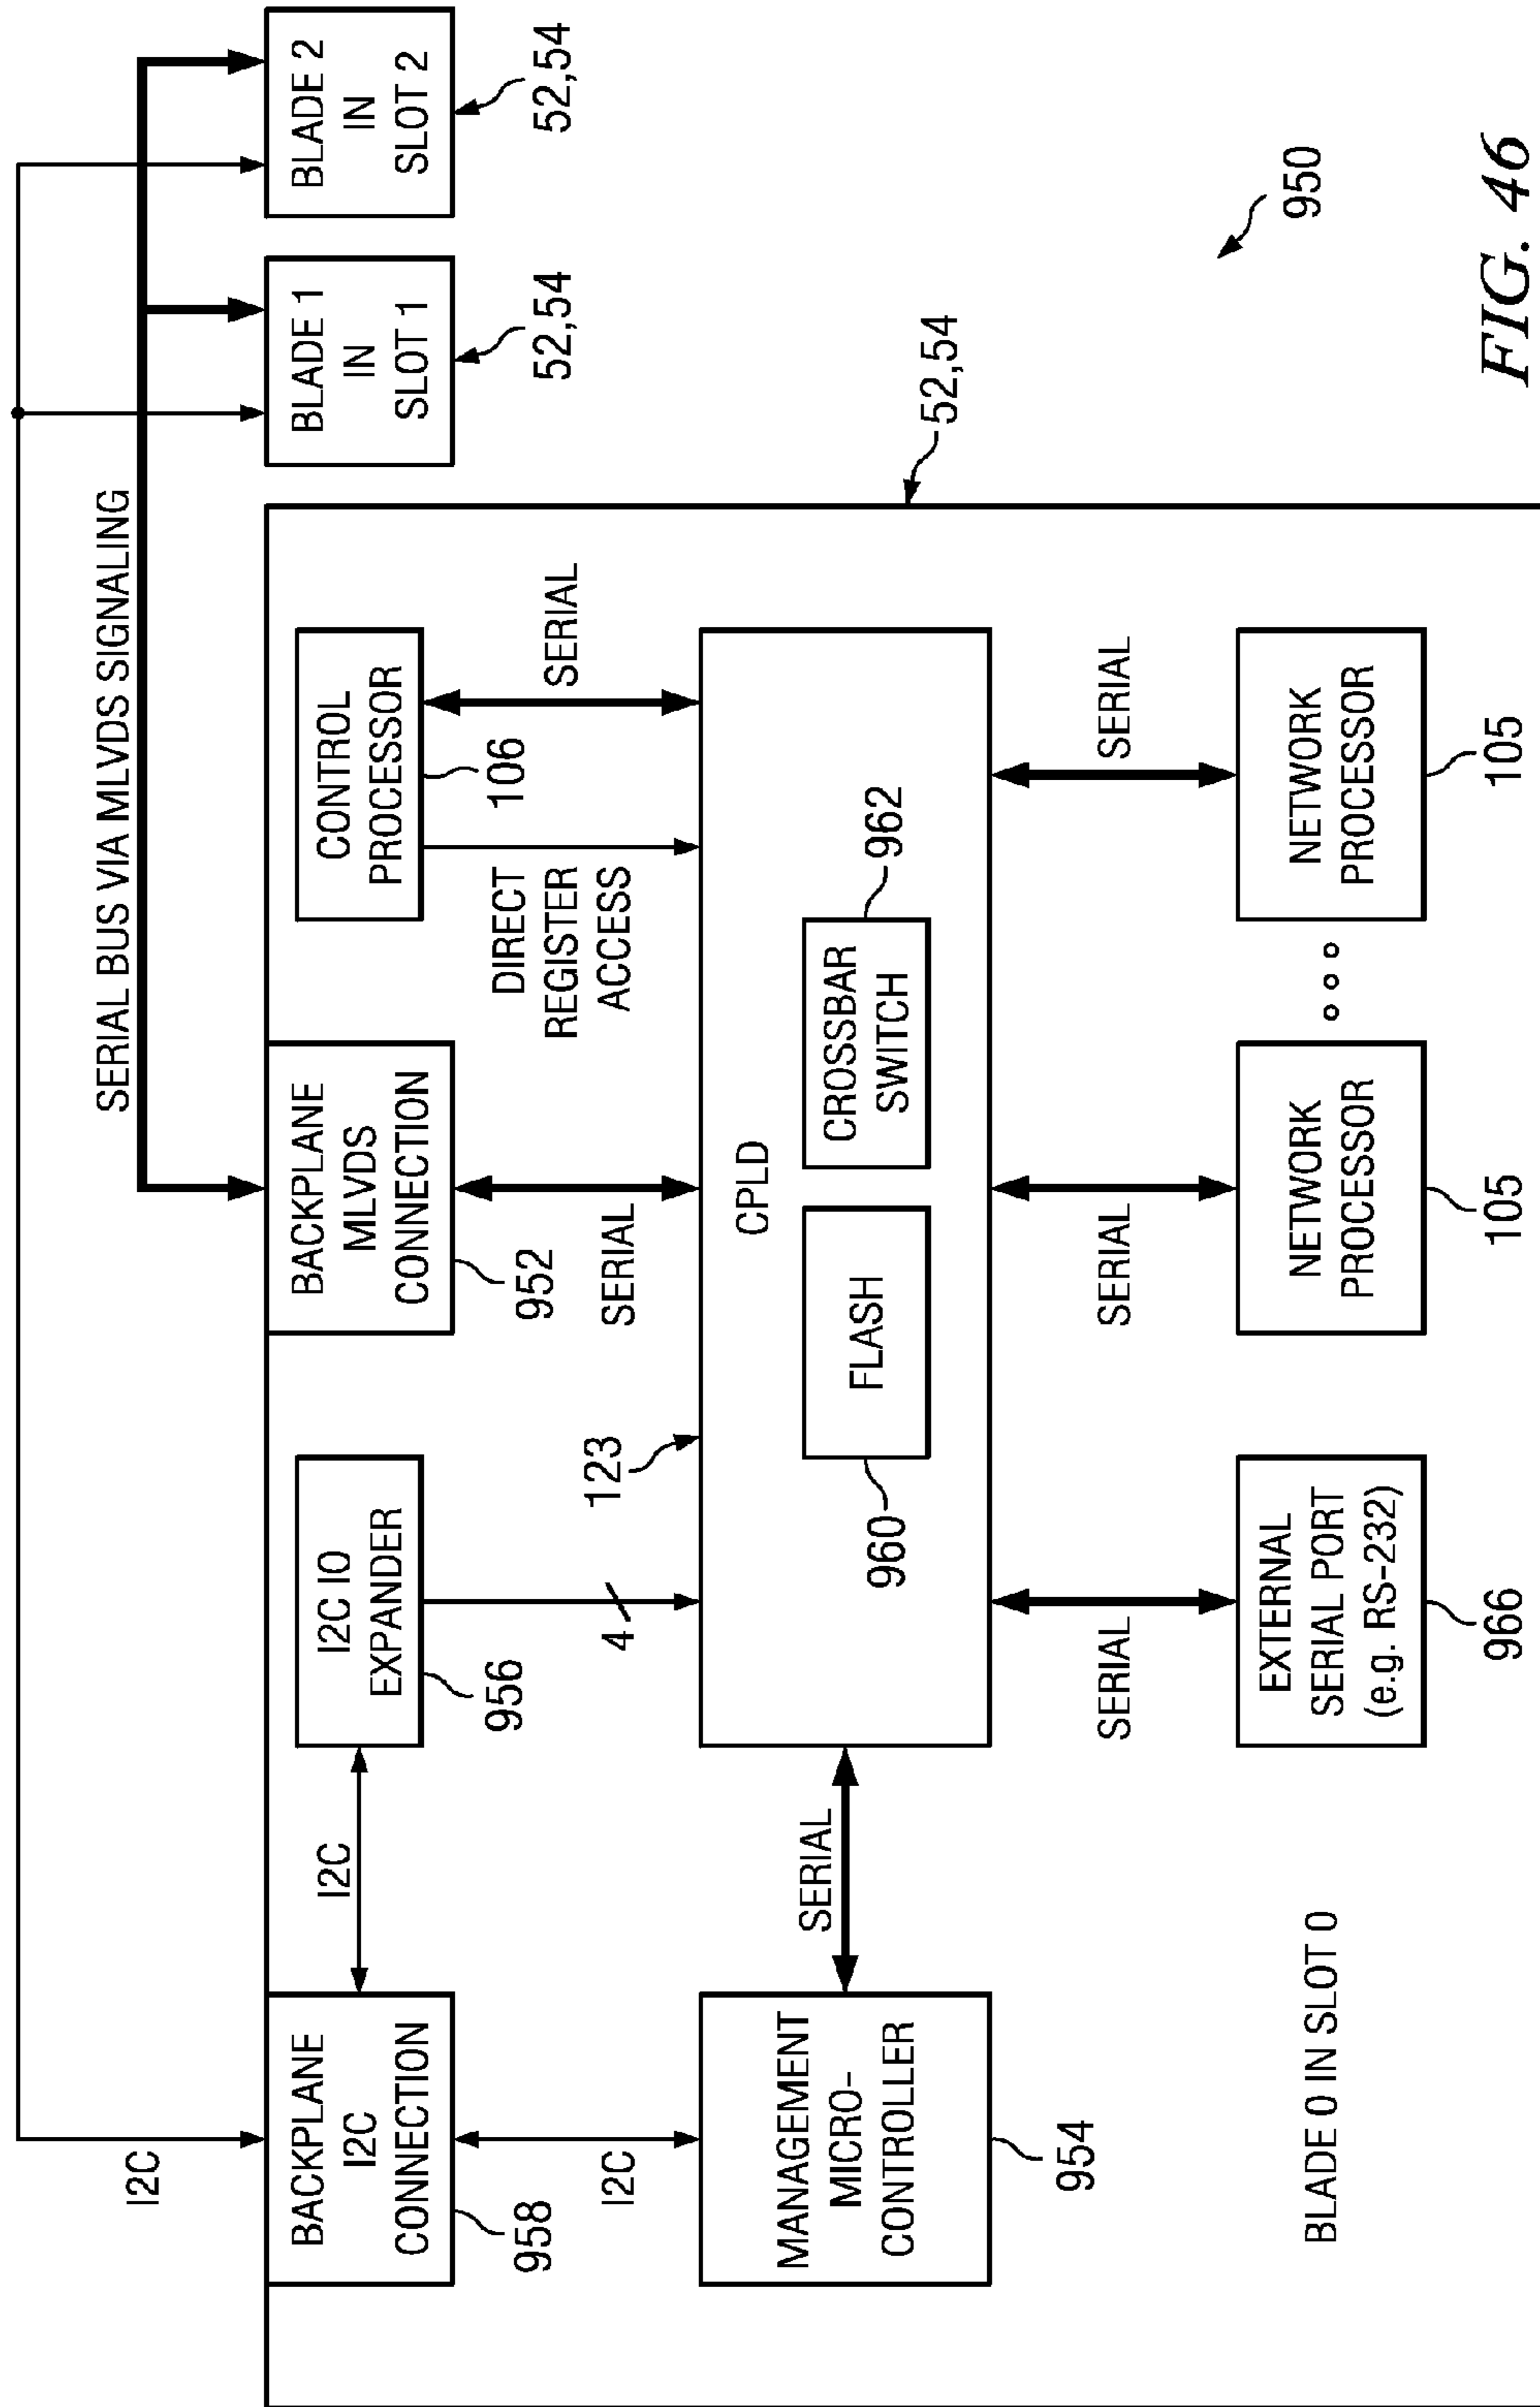 I2C
SERIAL BUS VIA MLVDS SIGNALING
BACKPLANE
I2C
CONNECTION
958
I2C
I2C IO
EXPANDER
956
BACKPLANE
MLVDS
CONNECTION
952
CONTROL
PROCESSOR
106
BLADE 1
IN
SLOT 1
52,54
BLADE 2
IN
SLOT 2
52,54
I2C
4
SERIAL
DIRECT
REGISTER
ACCESS
SERIAL
52,54
MANAGEMENT
MICRO-
CONTROLLER
954
SERIAL
123
CPLD
FLASH
960
CROSSBAR
SWITCH
962
SERIAL
SERIAL
SERIAL
EXTERNAL
SERIAL PORT
(e.g. RS-232)
966
NETWORK
PROCESSOR
105
NETWORK
PROCESSOR
105
BLADE 0 IN SLOT 0
950
FIG. 46